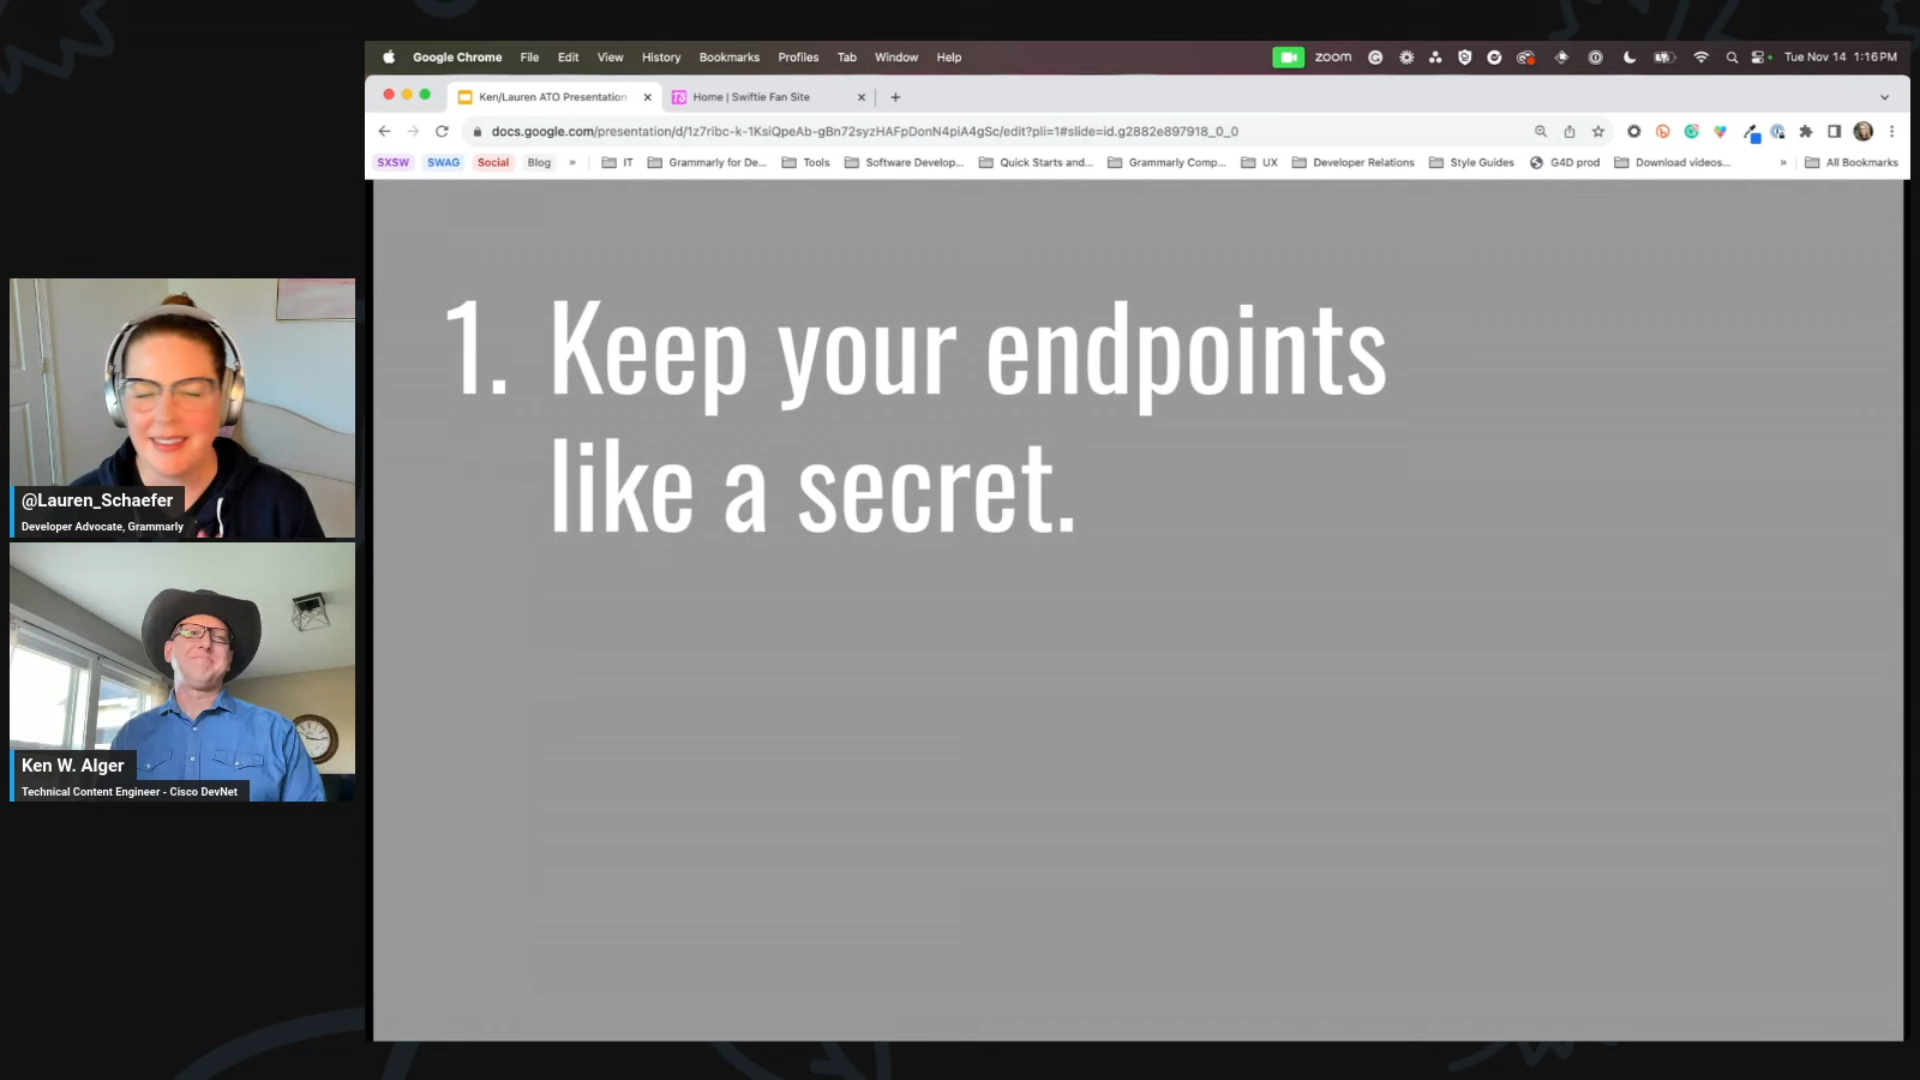 Google Chrome File Edit View History Bookmarks Profiles Tab Window Help zoom Tue Nov 14 1:16 PM
Ken/Lauren ATO Presentation Home | Swiftie Fan Site
docs.google.com/presentation/d/1z7ribc-k-1KsiQpeAb-gBn72syzHAFpDonN4piA4gSc/edit?pli=1#slide=id.g2882e897918_0_0
SXSW SWAG Social Blog » IT Grammarly for De... Tools Software Develop... Quick Starts and... Grammarly Comp... UX Developer Relations Style Guides G4D prod Download videos... » All Bookmarks
1. Keep your endpoints
like a secret.
@Lauren_Schaefer
Developer Advocate, Grammarly
Ken W. Alger
Technical Content Engineer - Cisco DevNet